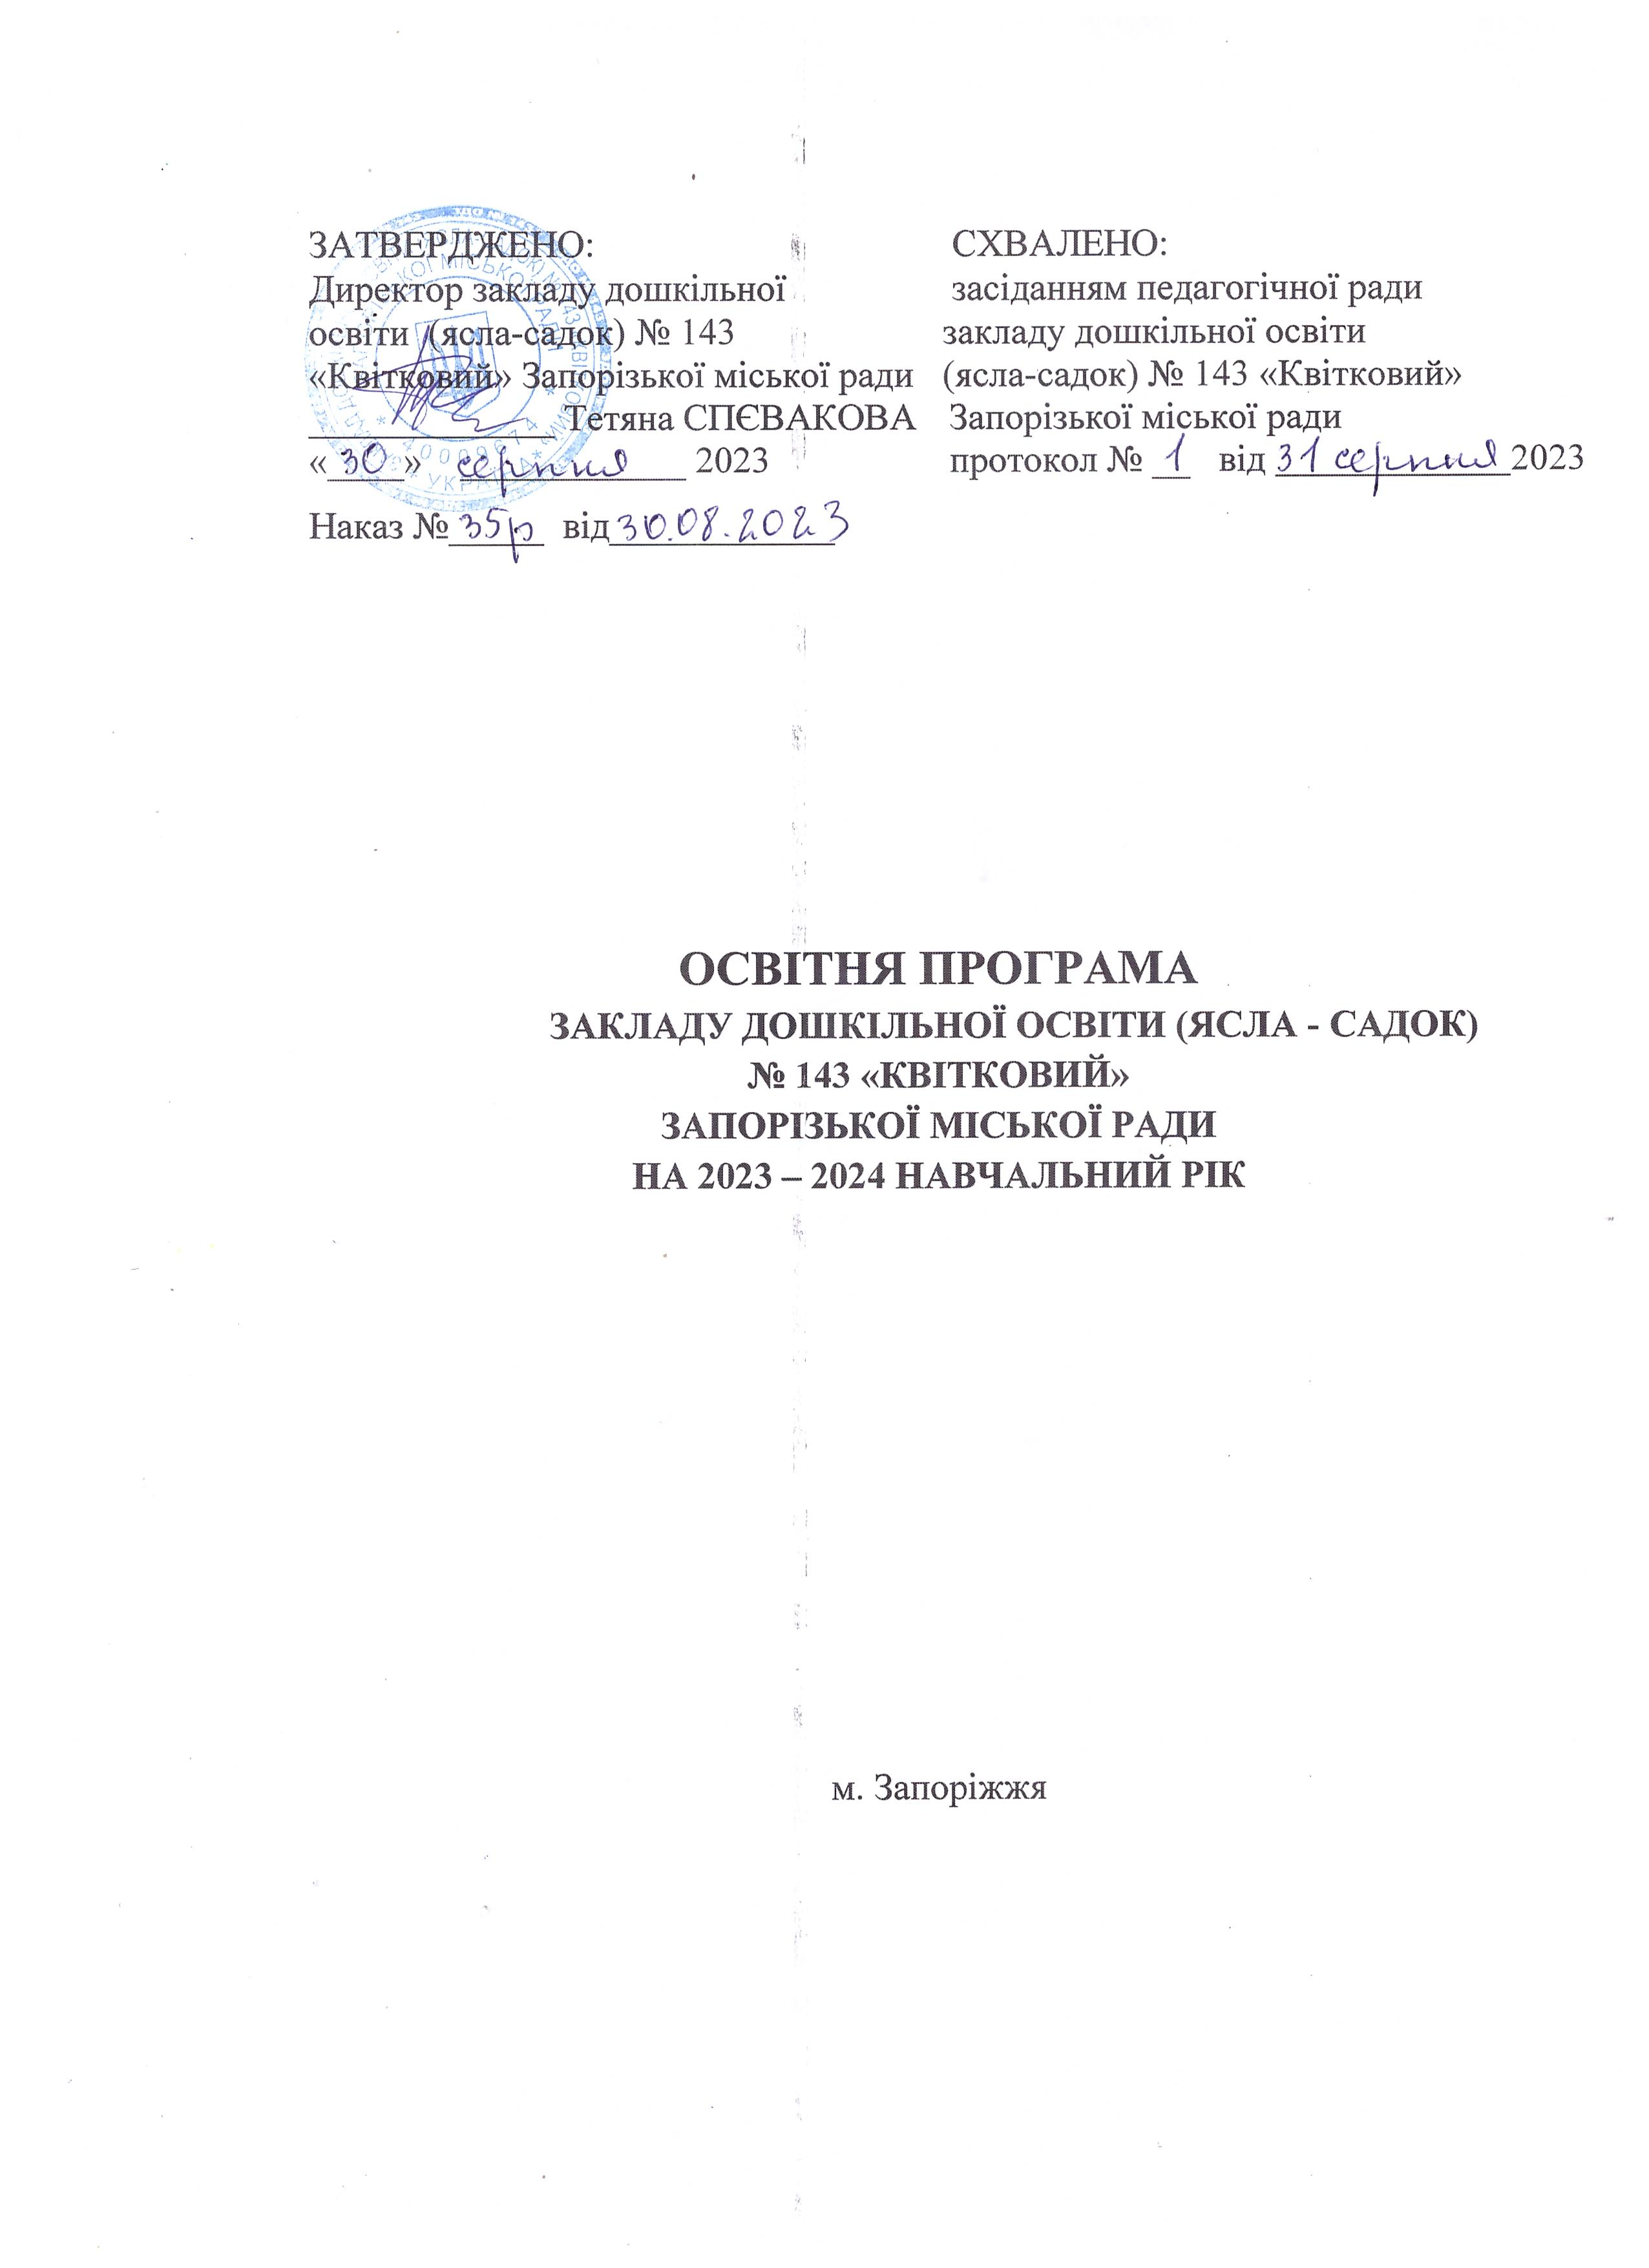 ЗАТВЕРДЖЕНО:
Директор закладу дошкільної
освіти (ясла-садок) № 143
«Квітковий» Запорізької міської ради
Тетяна СПЄВАКОВА
«30» серпня 2023
Наказ № 35р від 30.08.2023
СХВАЛЕНО:
засіданням педагогічної ради
закладу дошкільної освіти
(ясла-садок) № 143 «Квітковий»
Запорізької міської ради
протокол № 1 від 31 серпня 2023
ОСВІТНЯ ПРОГРАМА
ЗАКЛАДУ ДОШКІЛЬНОЇ ОСВІТИ (ЯСЛА - САДОК)
№ 143 «КВІТКОВИЙ»
ЗАПОРІЗЬКОЇ МІСЬКОЇ РАДИ
НА 2023 – 2024 НАВЧАЛЬНИЙ РІК
м. Запоріжжя